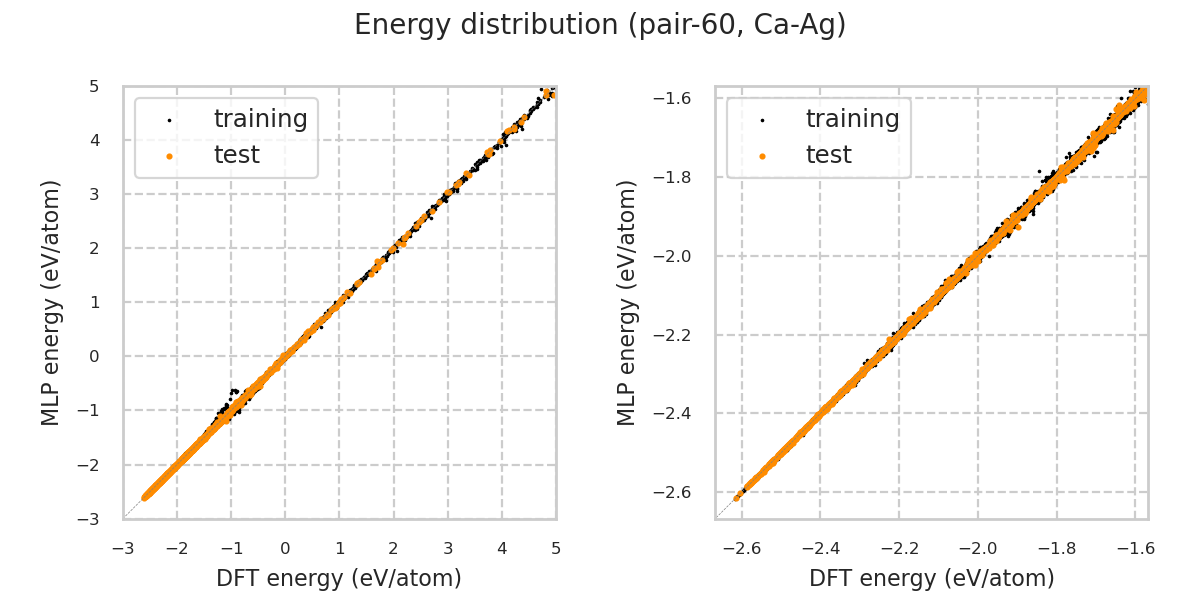 Energy distribution (pair-60, Ca-Ag)
training
test
MLP energy (eV/atom)
5
4
3
2
1
0
−1
−2
−3
−3 −2 −1 0 1 2 3 4 5
DFT energy (eV/atom)
training
test
MLP energy (eV/atom)
−1.6
−1.8
−2.0
−2.2
−2.4
−2.6
−2.6 −2.4 −2.2 −2.0 −1.8 −1.6
DFT energy (eV/atom)